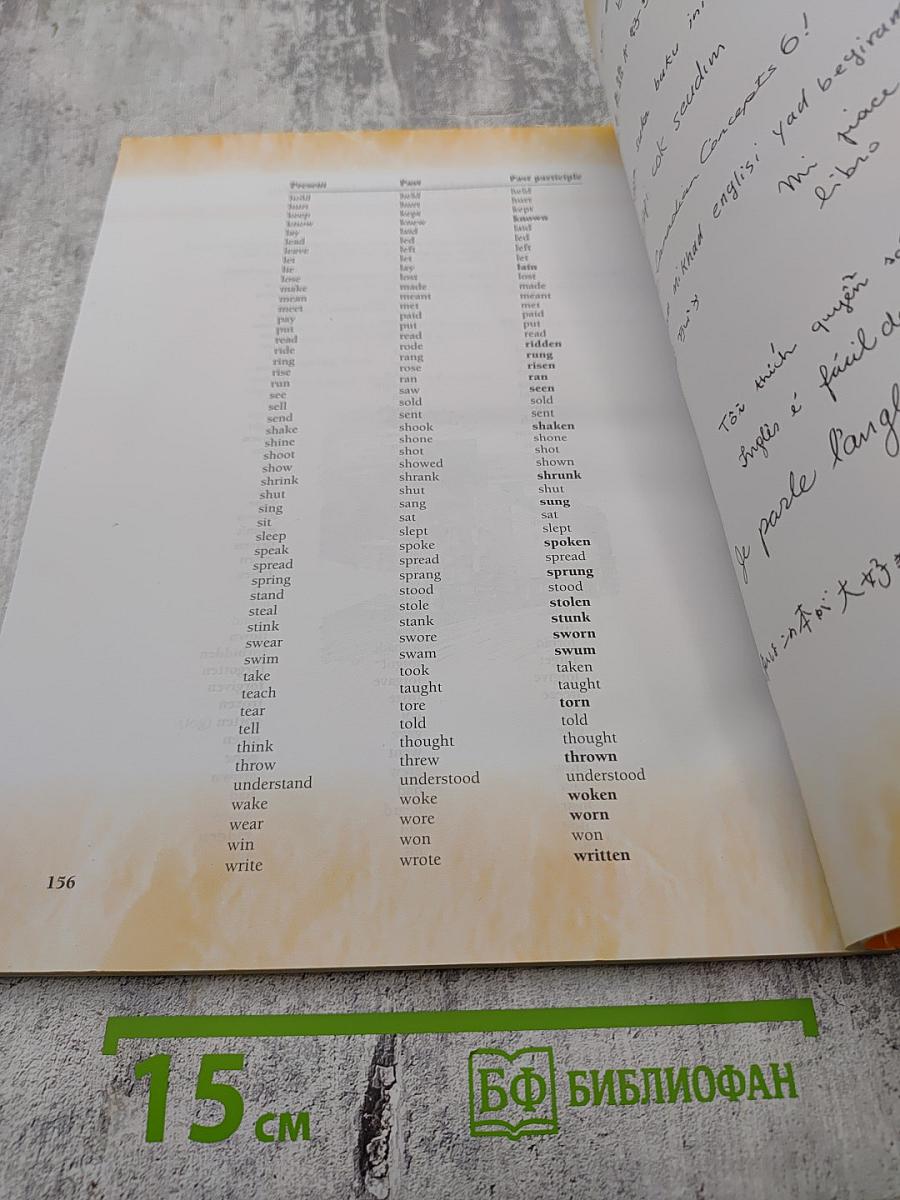 Present Past Past participle
hold held held
hurt hurt hurt
keep kept kept
know knew known
lay laid laid
lead led led
leave left left
let let let
lie lay lain
lose lost lost
make made made
mean meant meant
meet met met
pay paid paid
put put put
read read read
ride rode ridden
ring rang rung
rise rose risen
run ran ran
see saw seen
sell sold sold
send sent sent
shake shook shaken
shine shone shone
shoot shot shot
show showed shown
shrink shrank shrunk
shut shut shut
sing sang sung
sit sat sat
sleep slept slept
speak spoke spoken
spread spread spread
spring sprang sprung
stand stood stood
steal stole stolen
stink stank stunk
swear swore sworn
swim swam swum
take took taken
teach taught taught
tear tore torn
tell told told
think thought thought
throw threw thrown
understand understood understood
wake woke woken
wear wore worn
win won won
write wrote written
156
ok seudim
Canadian Concepts 6!
mikhad englisi yad begiram
Mi piace
libro
Tôi thích quyển
Inglês é fácil
Je parle l'angl
大好
15 см
БФ БИБЛИОФАН